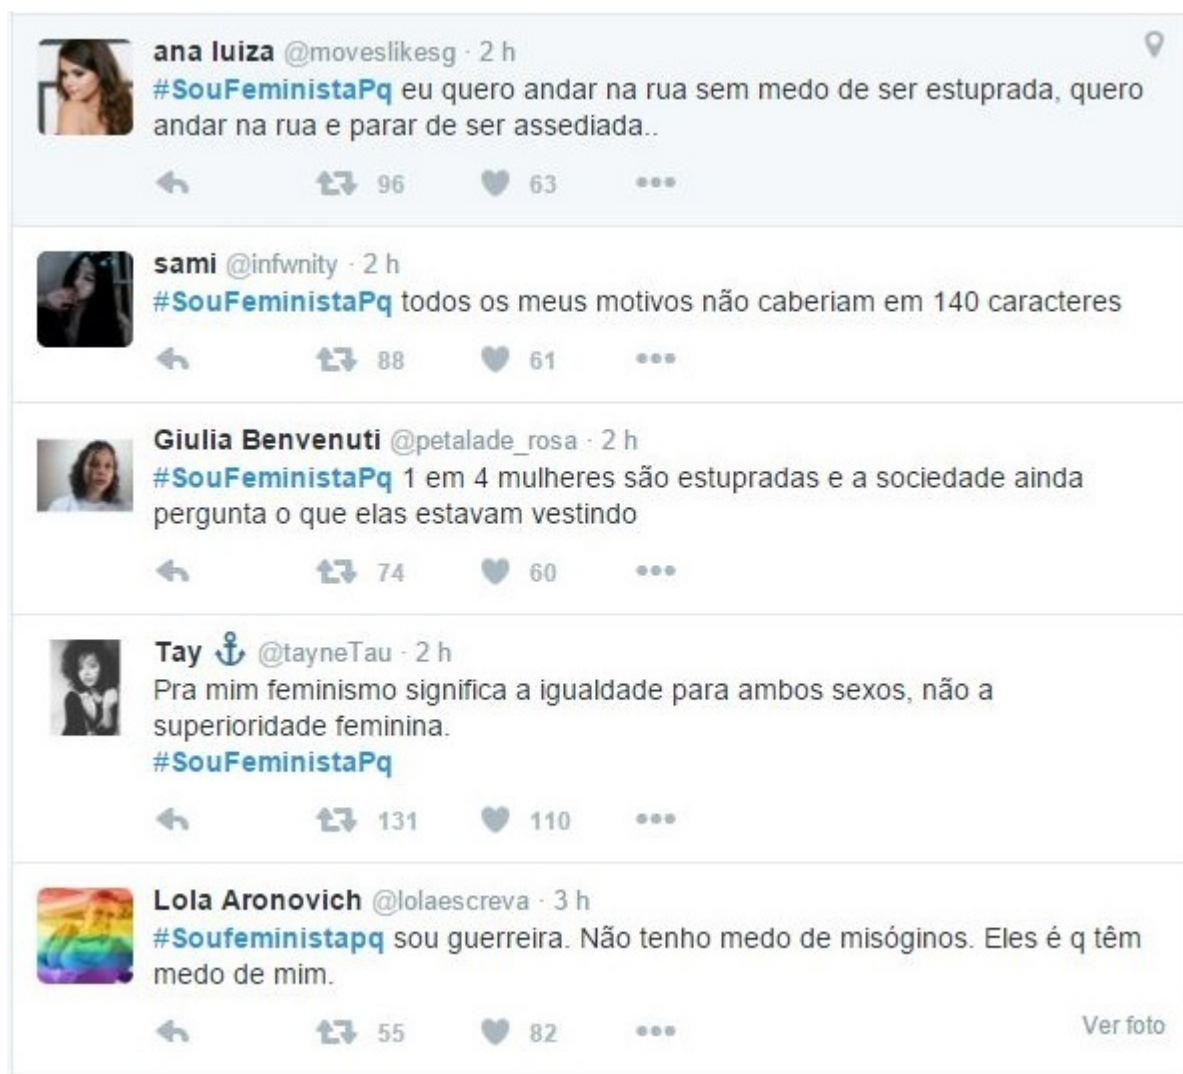 ana luiza @moveslikesg · 2 h
#SouFeministaPq eu quero andar na rua sem medo de ser estuprada, quero
andar na rua e parar de ser assediada..
96 63
sami @infwnity · 2 h
#SouFeministaPq todos os meus motivos não caberiam em 140 caracteres
88 61
Giulia Benvenuti @petalade_rosa · 2 h
#SouFeministaPq 1 em 4 mulheres são estupradas e a sociedade ainda
pergunta o que elas estavam vestindo
74 60
Tay ⚓ @tayneTau · 2 h
Pra mim feminismo significa a igualdade para ambos sexos, não a
superioridade feminina.
#SouFeministaPq
131 110
Lola Aronovich @lolaescreva · 3 h
#Soufeministapq sou guerreira. Não tenho medo de misóginos. Eles é q têm
medo de mim.
55 82 Ver foto